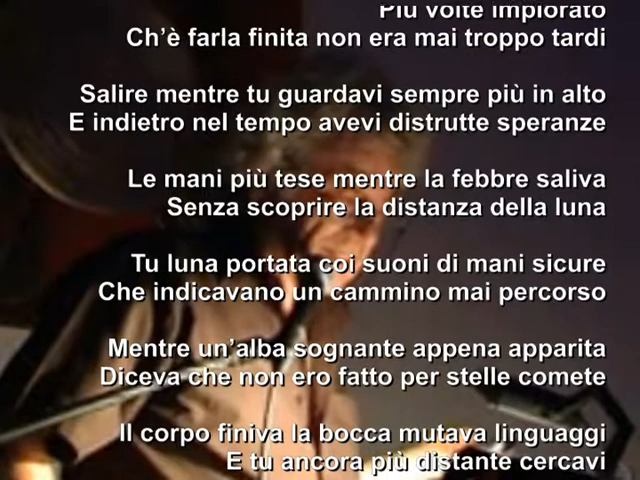 Più volte implorato
Ch’è farla finita non era mai troppo tardi
Salire mentre tu guardavi sempre più in alto
E indietro nel tempo avevi distrutte speranze
Le mani più tese mentre la febbre saliva
Senza scoprire la distanza della luna
Tu luna portata coi suoni di mani sicure
Che indicavano un cammino mai percorso
Mentre un’alba sognante appena apparita
Diceva che non ero fatto per stelle comete
Il corpo finiva la bocca mutava linguaggi
E tu ancora più distante cercavi